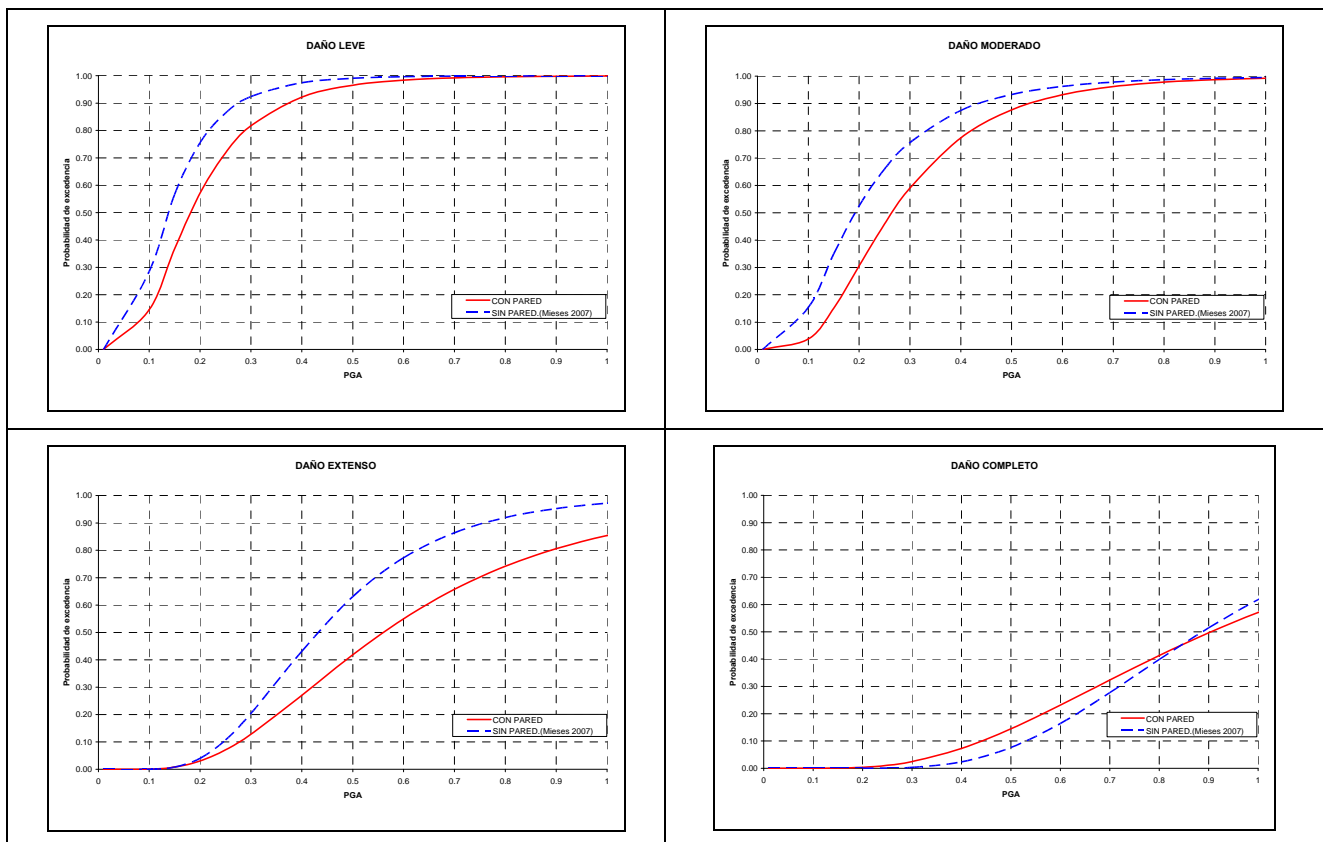 DAÑO LEVE
1.00
0.90
0.80
0.70
0.60
0.50
0.40
0.30
0.20
0.10
0.00
0 0.1 0.2 0.3 0.4 0.5 0.6 0.7 0.8 0.9 1
PGA
Probabilidad de excedencia
CON PARED
SIN PARED.(Mieses 2007)
DAÑO MODERADO
1.00
0.90
0.80
0.70
0.60
0.50
0.40
0.30
0.20
0.10
0.00
0 0.1 0.2 0.3 0.4 0.5 0.6 0.7 0.8 0.9 1
PGA
Probabilidad de excedencia
CON PARED
SIN PARED.(Mieses 2007)
DAÑO EXTENSO
1.00
0.90
0.80
0.70
0.60
0.50
0.40
0.30
0.20
0.10
0.00
0 0.1 0.2 0.3 0.4 0.5 0.6 0.7 0.8 0.9 1
PGA
Probabilidad de excedencia
CON PARED
SIN PARED.(Mieses 2007)
DAÑO COMPLETO
1.00
0.90
0.80
0.70
0.60
0.50
0.40
0.30
0.20
0.10
0.00
0 0.1 0.2 0.3 0.4 0.5 0.6 0.7 0.8 0.9 1
PGA
Probabilidad de excedencia
CON PARED
SIN PARED.(Mieses 2007)